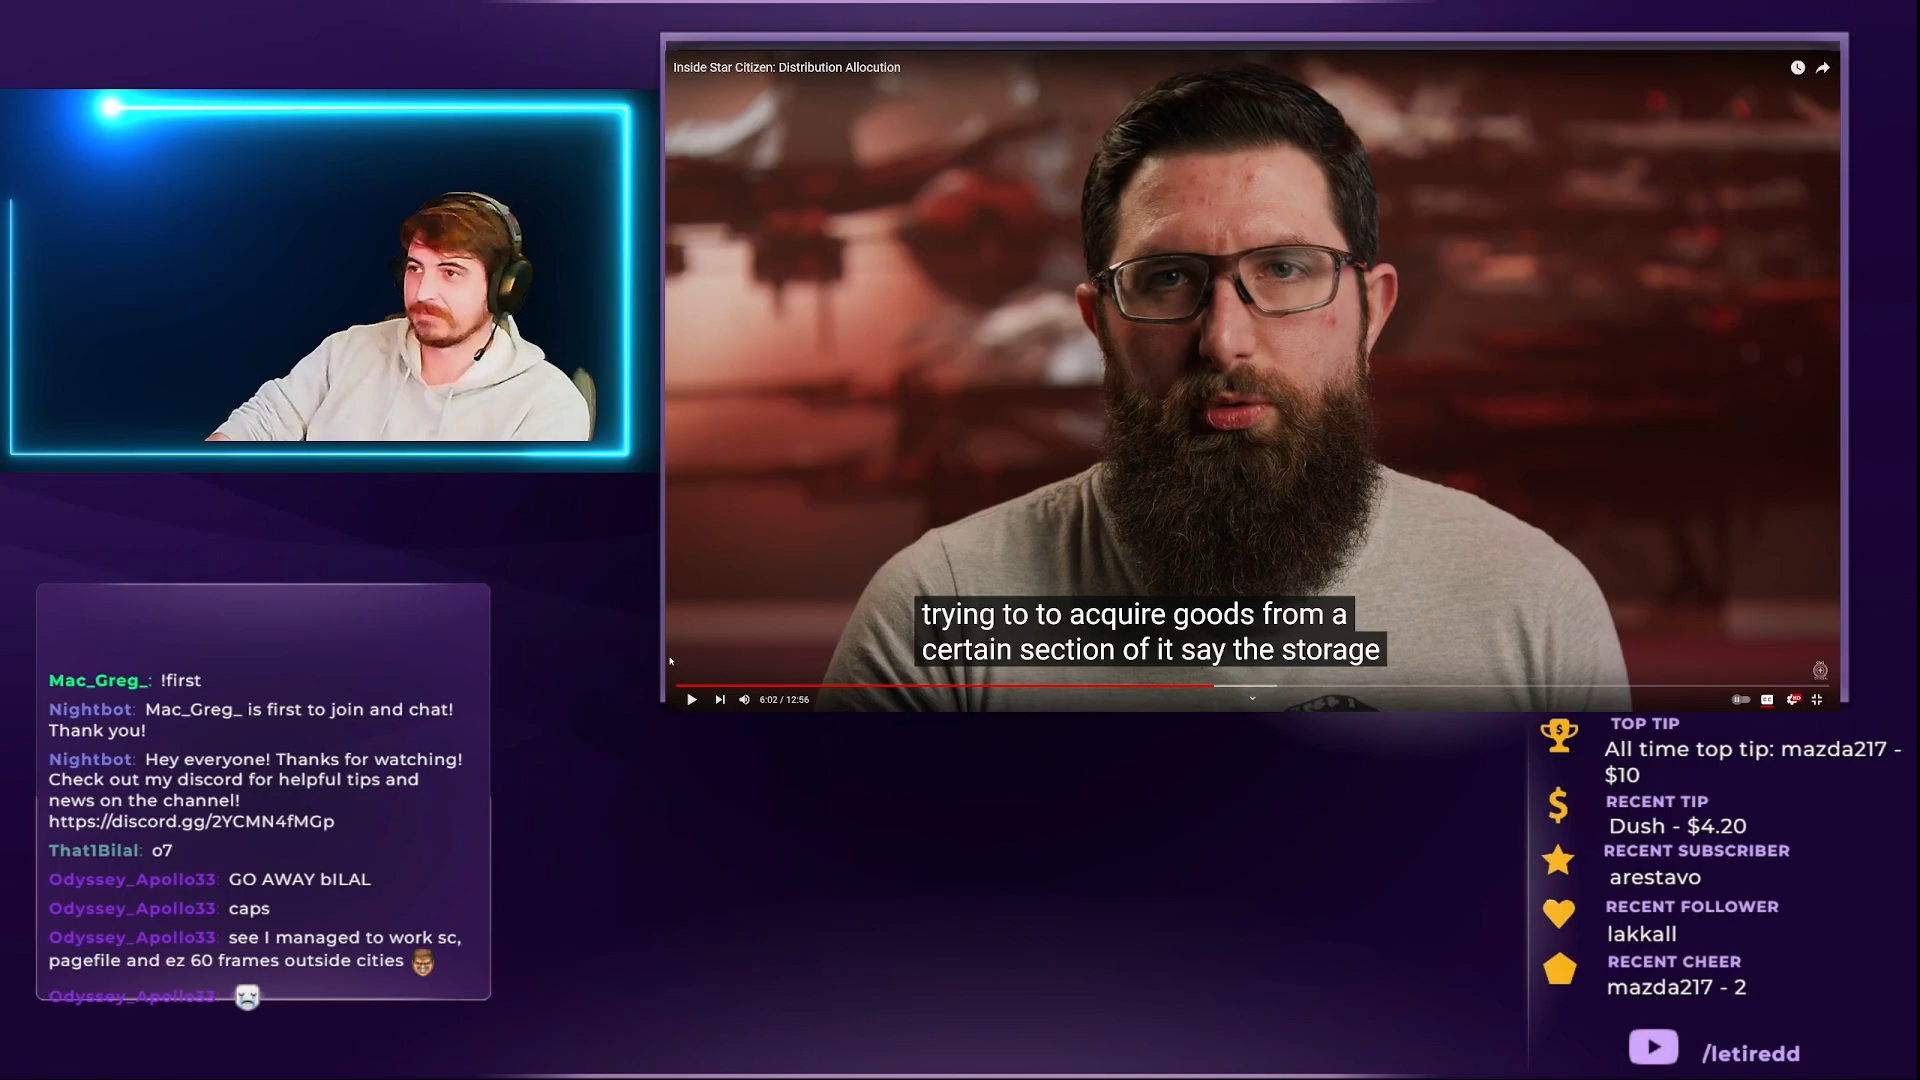 Inside Star Citizen: Distribution Allocution
trying to to acquire goods from a
certain section of it say the storage
6:02 / 12:56
Mac_Greg_: !first
Nightbot: Mac_Greg_ is first to join and chat!
Thank you!
Nightbot: Hey everyone! Thanks for watching!
Check out my discord for helpful tips and
news on the channel!
https://discord.gg/2YCMN4fMGp
That1Bilal: o7
Odyssey_Apollo33: GO AWAY bILAL
Odyssey_Apollo33: caps
Odyssey_Apollo33: see I managed to work sc,
pagefile and ez 60 frames outside cities
Odyssey_Apollo33:
TOP TIP
All time top tip: mazda217 -
$10
RECENT TIP
Dush - $4.20
RECENT SUBSCRIBER
arestavo
RECENT FOLLOWER
lakkall
RECENT CHEER
mazda217 - 2
/letiredd